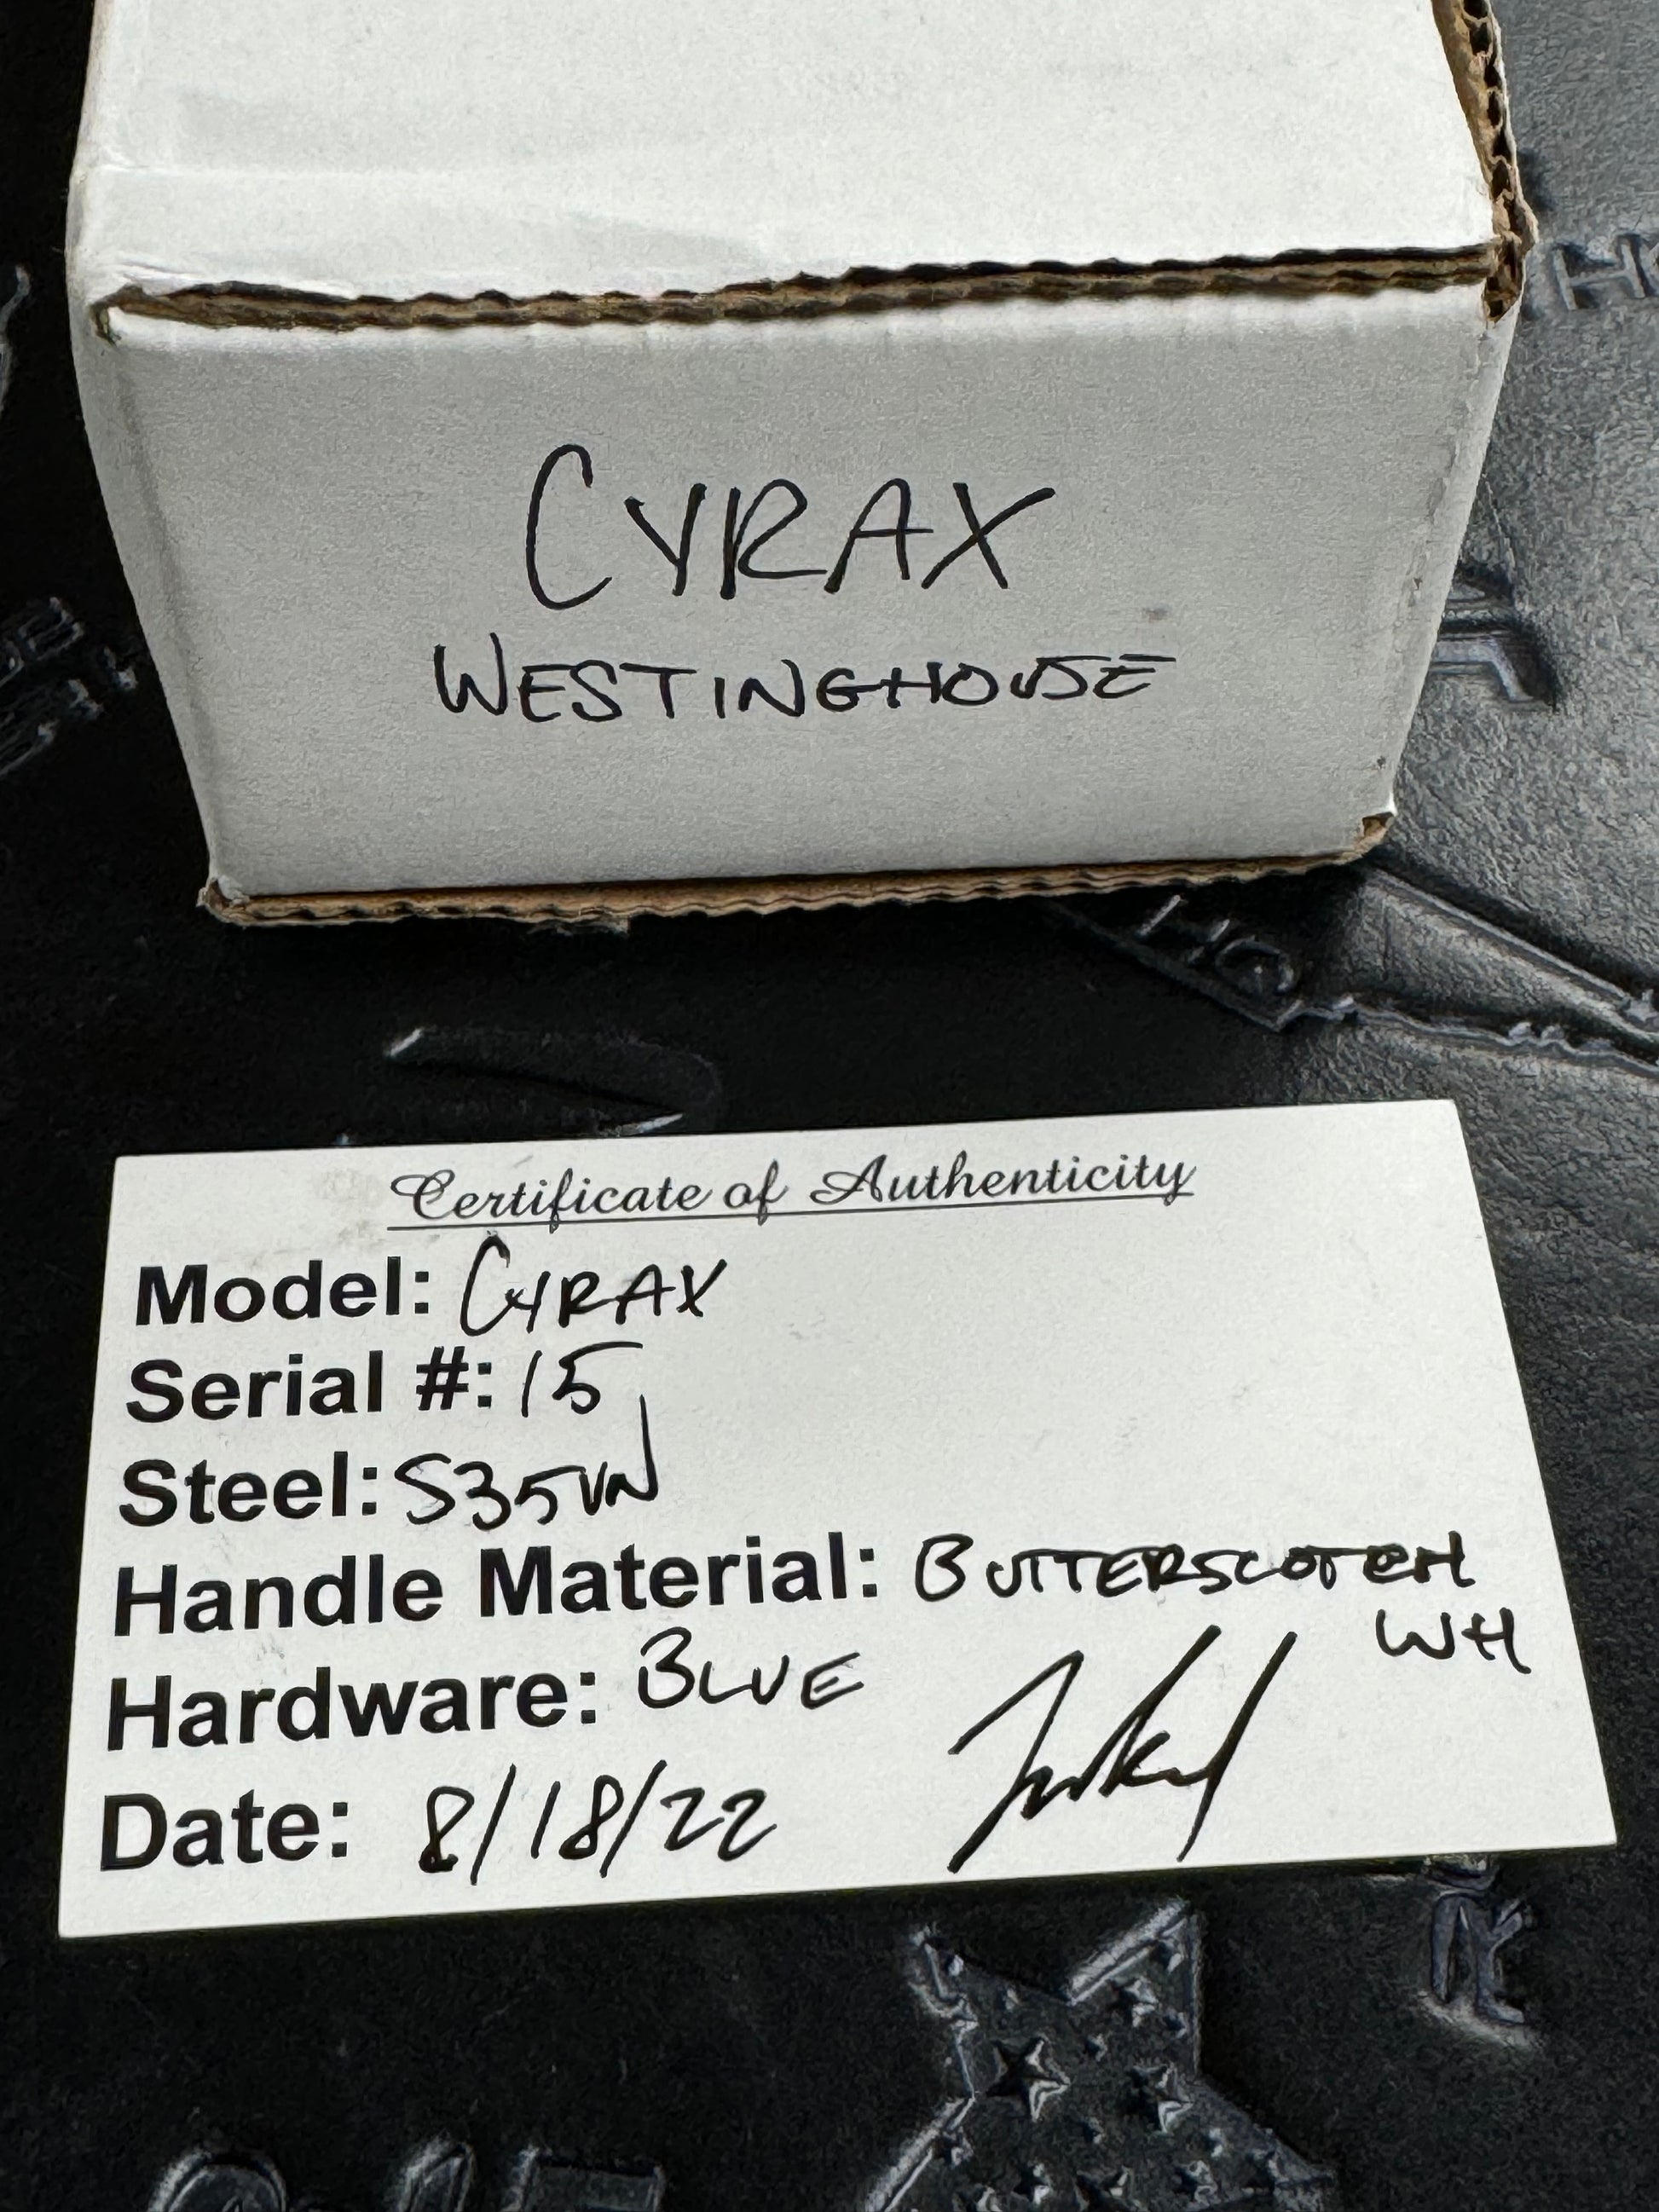 CYRAX
WESTINGHOUSE
HQ
Certificate of Authenticity
Model: CYRAX
Serial #: 15
Steel: S35VN
Handle Material: BUTTERSCOTCH
WH
Hardware: BLUE
Date: 8/18/22